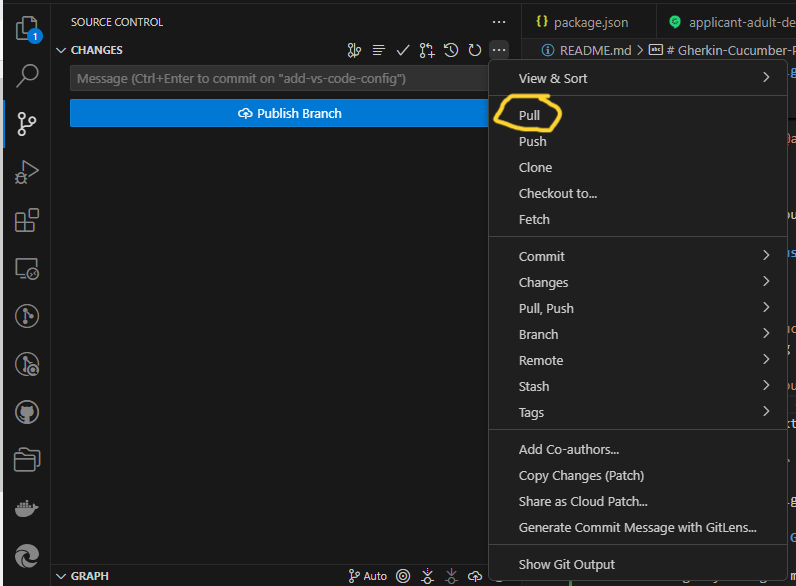 SOURCE CONTROL
package.json
applicant-adult-de
CHANGES
README.md > # Gherkin-Cucumber-
Message (Ctrl+Enter to commit on "add-vs-code-config")
Publish Branch
1
View & Sort
Pull
Push
Clone
Checkout to...
Fetch
Commit
Changes
Pull, Push
Branch
Remote
Stash
Tags
Add Co-authors...
Copy Changes (Patch)
Share as Cloud Patch...
Generate Commit Message with GitLens...
Show Git Output
GRAPH
Auto